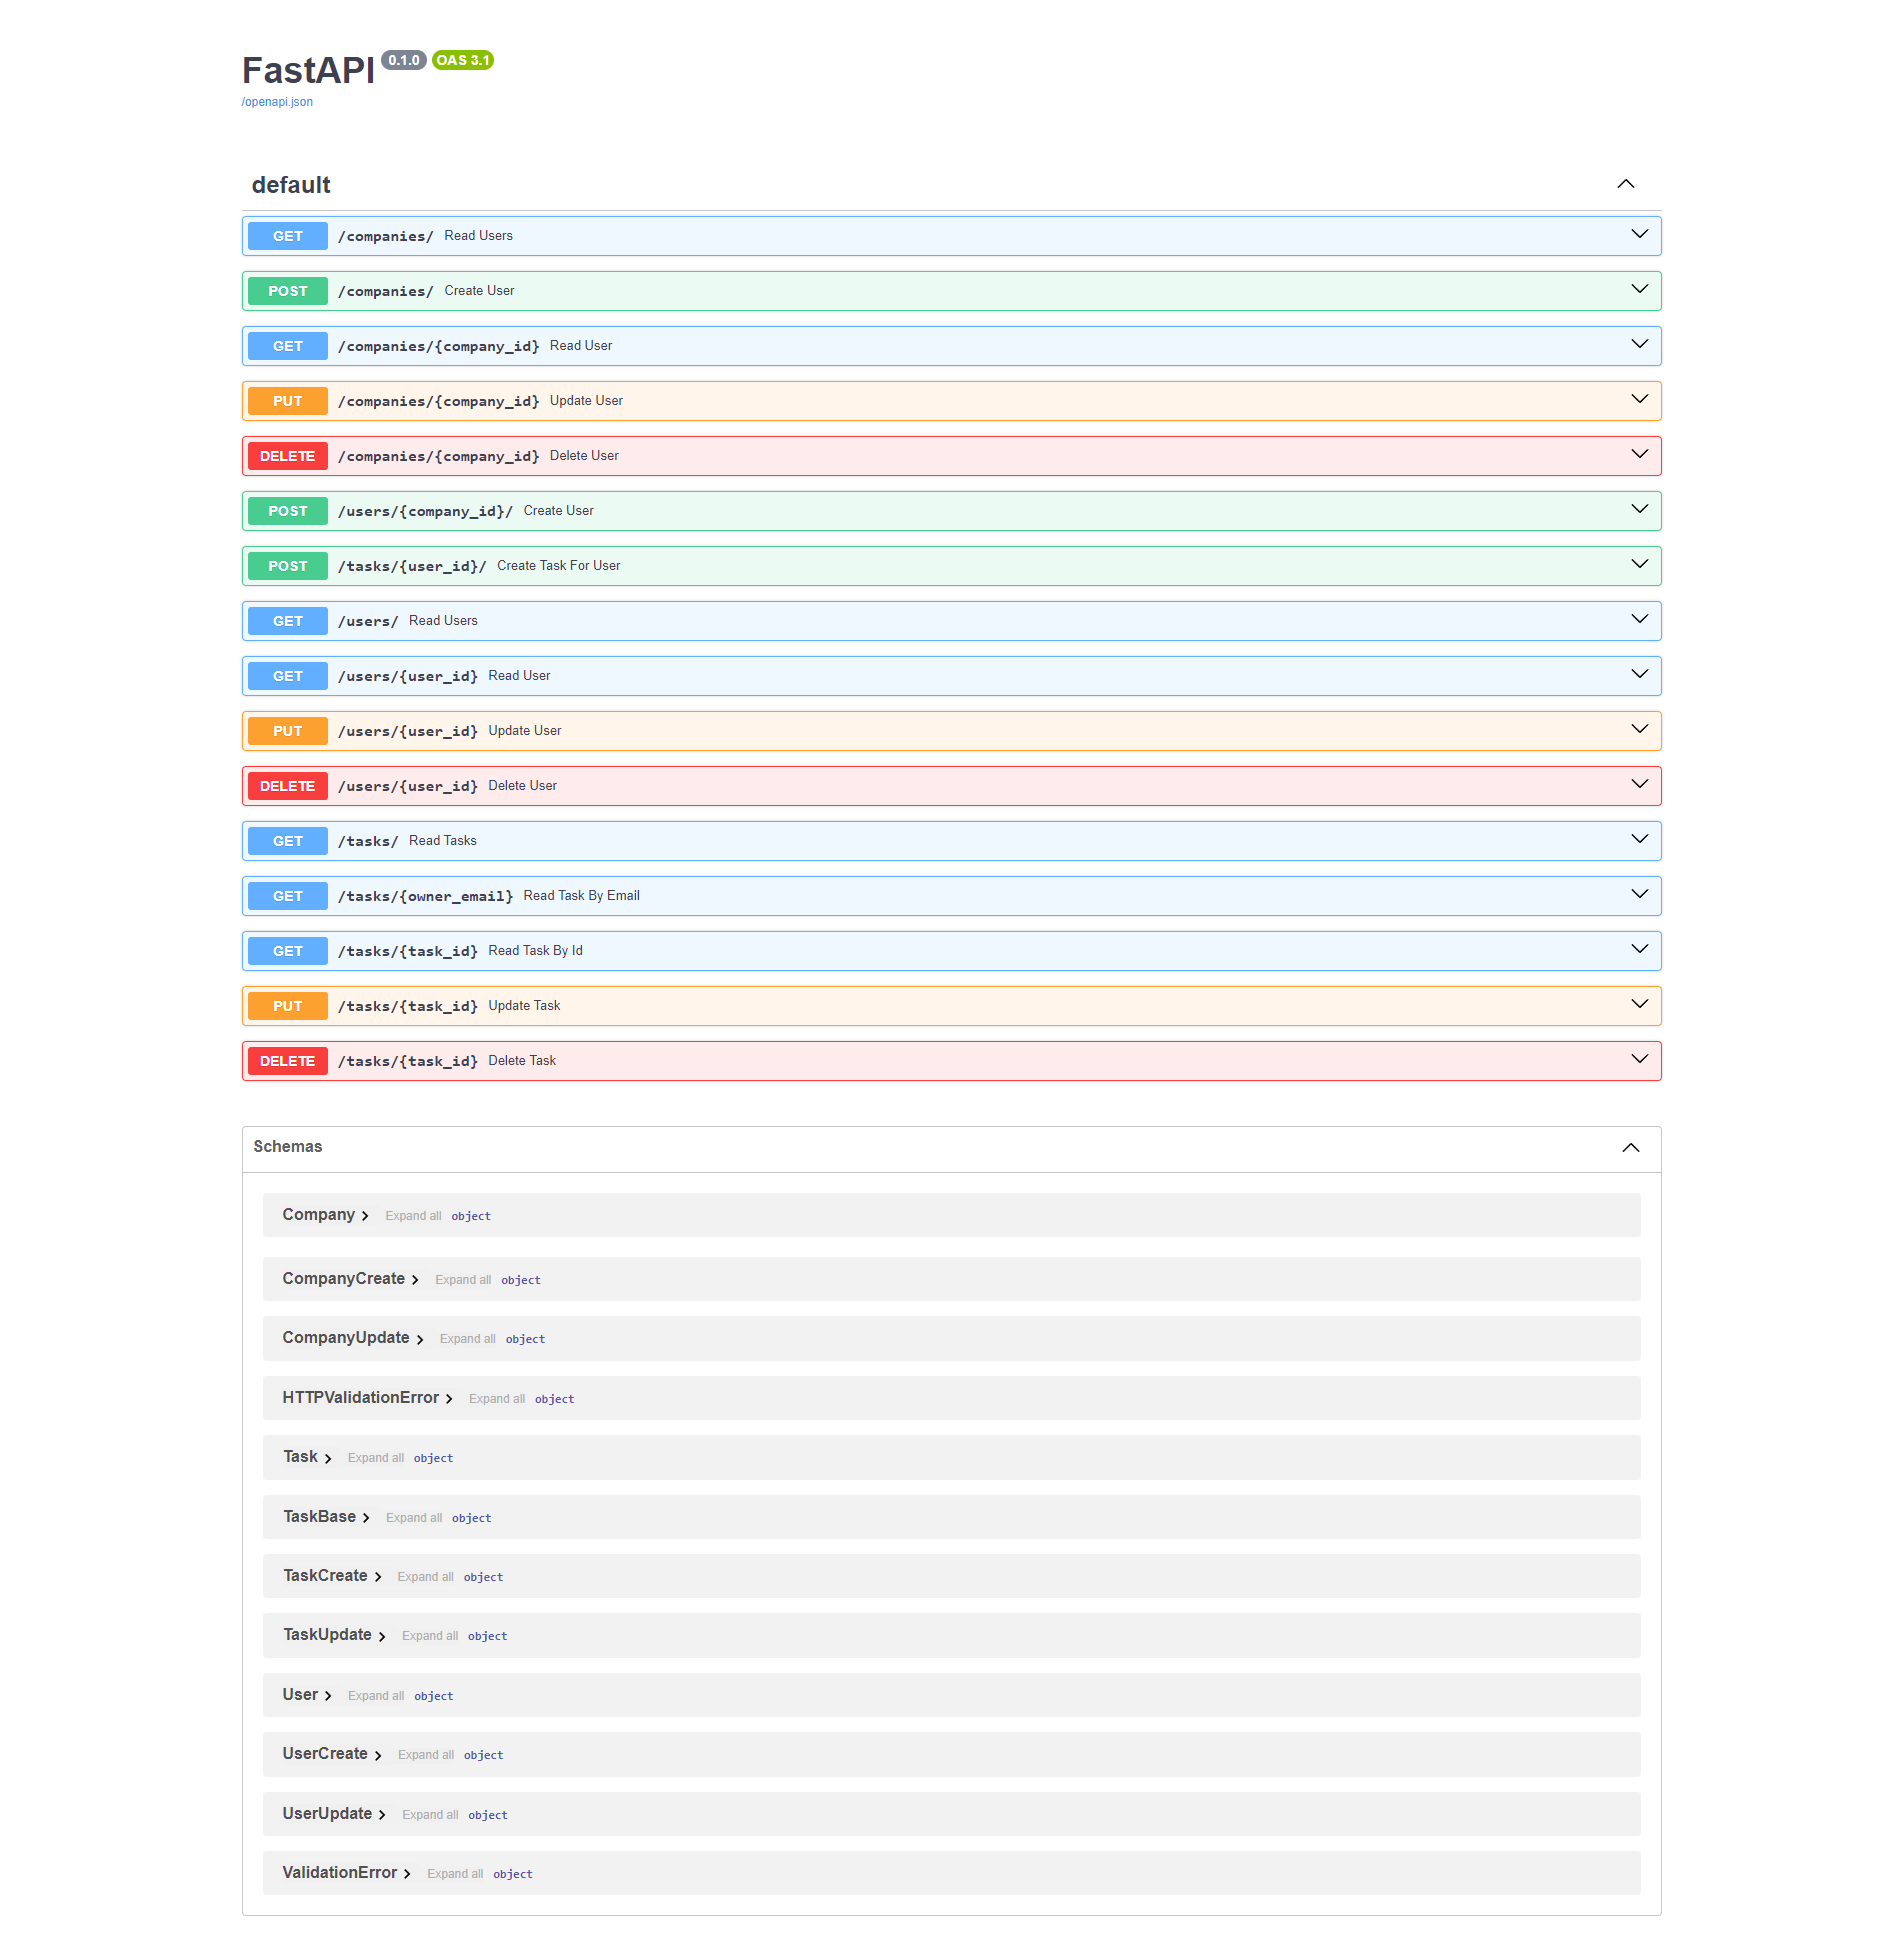 FastAPI 0.1.0 OAS 3.1
/openapi.json
default
GET /companies/ Read Users
POST /companies/ Create User
GET /companies/{company_id} Read User
PUT /companies/{company_id} Update User
DELETE /companies/{company_id} Delete User
POST /users/{company_id}/ Create User
POST /tasks/{user_id}/ Create Task For User
GET /users/ Read Users
GET /users/{user_id} Read User
PUT /users/{user_id} Update User
DELETE /users/{user_id} Delete User
GET /tasks/ Read Tasks
GET /tasks/{owner_email} Read Task By Email
GET /tasks/{task_id} Read Task By Id
PUT /tasks/{task_id} Update Task
DELETE /tasks/{task_id} Delete Task
Schemas
Company Expand all object
CompanyCreate Expand all object
CompanyUpdate Expand all object
HTTPValidationError Expand all object
Task Expand all object
TaskBase Expand all object
TaskCreate Expand all object
TaskUpdate Expand all object
User Expand all object
UserCreate Expand all object
UserUpdate Expand all object
ValidationError Expand all object